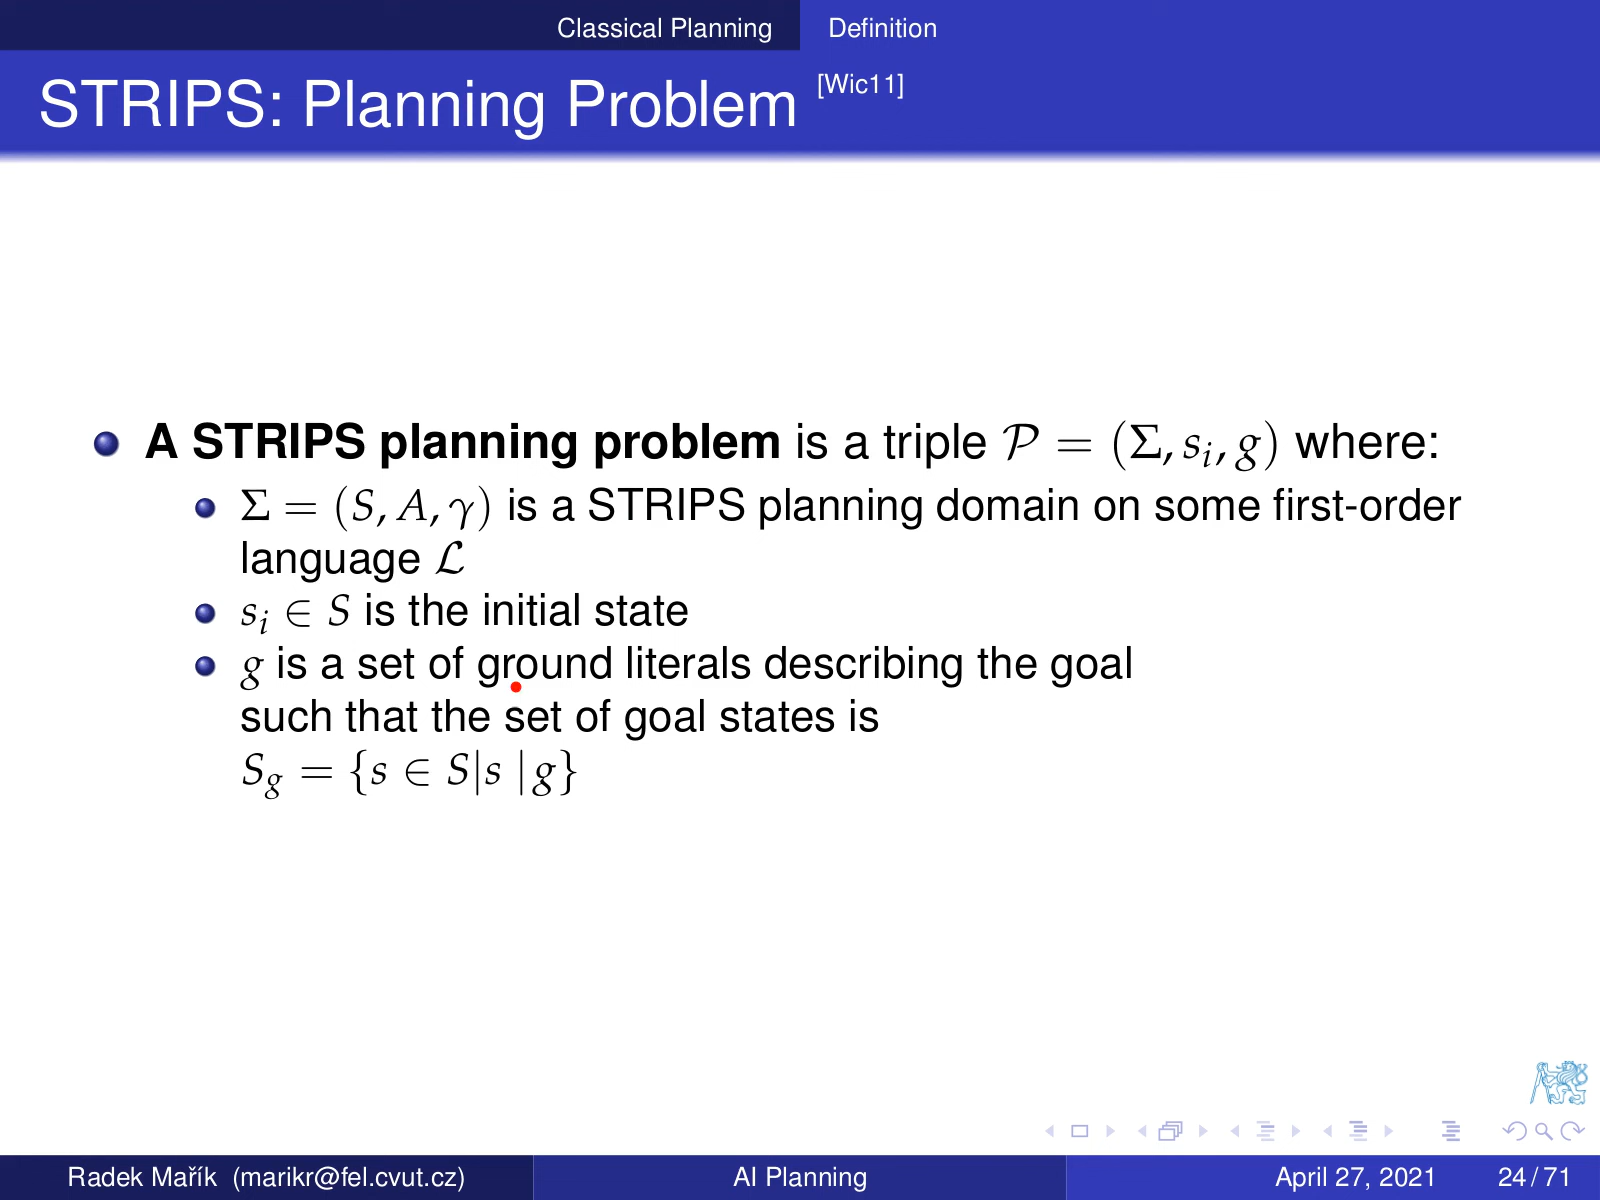 Classical Planning Definition
STRIPS: Planning Problem [Wic11]
A STRIPS planning problem is a triple 𝒫 = (Σ, sᵢ, g) where:
Σ = (S, A, γ) is a STRIPS planning domain on some first-order
language ℒ
sᵢ ∈ S is the initial state
g is a set of ground literals describing the goal
such that the set of goal states is
S_g = {s ∈ S|s |g}
Radek Mařík (marikr@fel.cvut.cz) AI Planning April 27, 2021 24 / 71